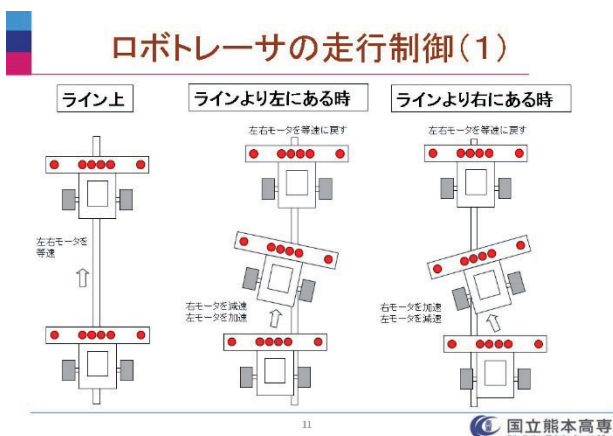 ロボトレーサの走行制御(1)
ライン上
ラインより左にある時
ラインより右にある時
左右モータを
等速
左右モータを等速に戻す
右モータを減速
左モータを加速
左右モータを等速に戻す
右モータを加速
左モータを減速
11
国立熊本高専